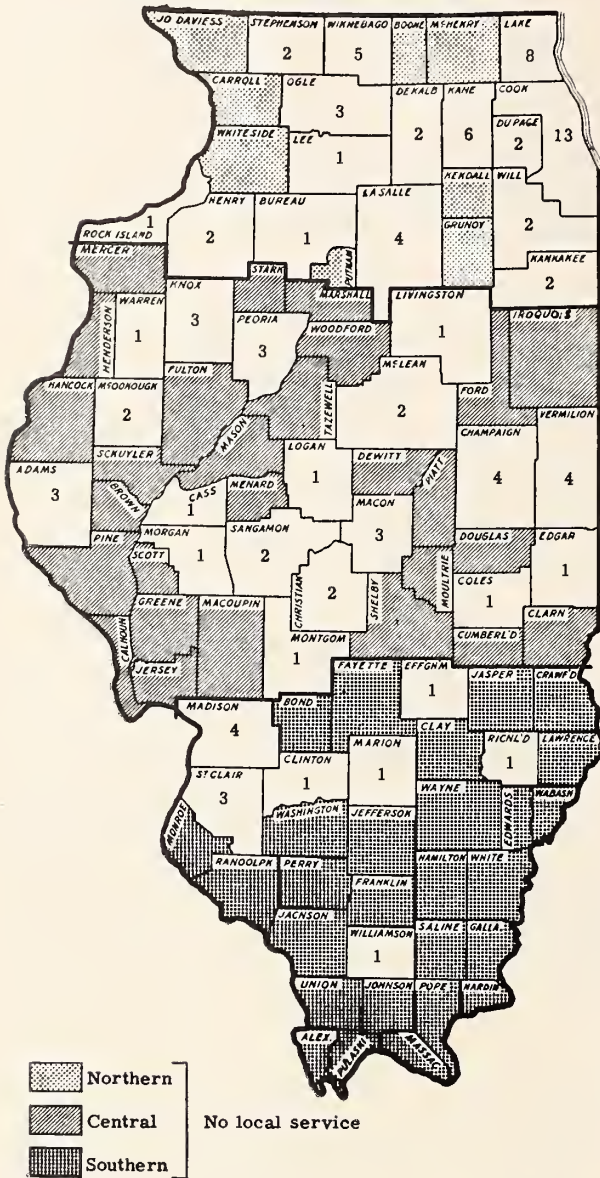 JO DAVIESS STEPHENSON WINNEBAGO BOONE McHENRY LAKE
2 5 8
CARROLL OGLE DEKALB KANE COOK
3 2 6 DUPAGE 13
2
WHITESIDE LEE KENDALL WILL
1
HENRY BUREAU LASALLE GRUNDY 2
1
ROCK ISLAND 2 1 PUTNAM 4 KANKAKEE
2
MERCER STARK
KNOX MARSHALL LIVINGSTON IROQUOIS
WARREN 3 PEORIA WOODFORD 1
HENDERSON 1 3
HANCOCK McDONOUGH FULTON TAZEWELL McLEAN FORD
2 MASON 2 VERMILION
SCHUYLER LOGAN DEWITT CHAMPAIGN
ADAMS 1 4 4
3 BROWN CASS MENARD PIATT
1 MACON
PINE MORGAN SANGAMON 3 DOUGLAS EDGAR
SCOTT 1 2 CHRISTIAN MOULTRIE COLES 1
2 SHELBY 1
GREENE MACOUPIN CLARN
CALHOUN MONTGOM CUMBERL'D
JERSEY 1
FAYETTE EFFGHM JASPER CRAWF'D
MADISON BOND 1
4 CLAY
MARION RICHL'D LAWRENCE
CLINTON 1 1
ST CLAIR 1
3 WAYNE EDWARDS WABASH
MONROE WASHINGTON JEFFERSON
RANDOLPH PERRY HAMILTON WHITE
FRANKLIN
JACKSON
WILLIAMSON SALINE GALLA.
1
UNION JOHNSON POPE HARDIN
ALEX. PULASKI MASSAC
Northern
Central No local service
Southern